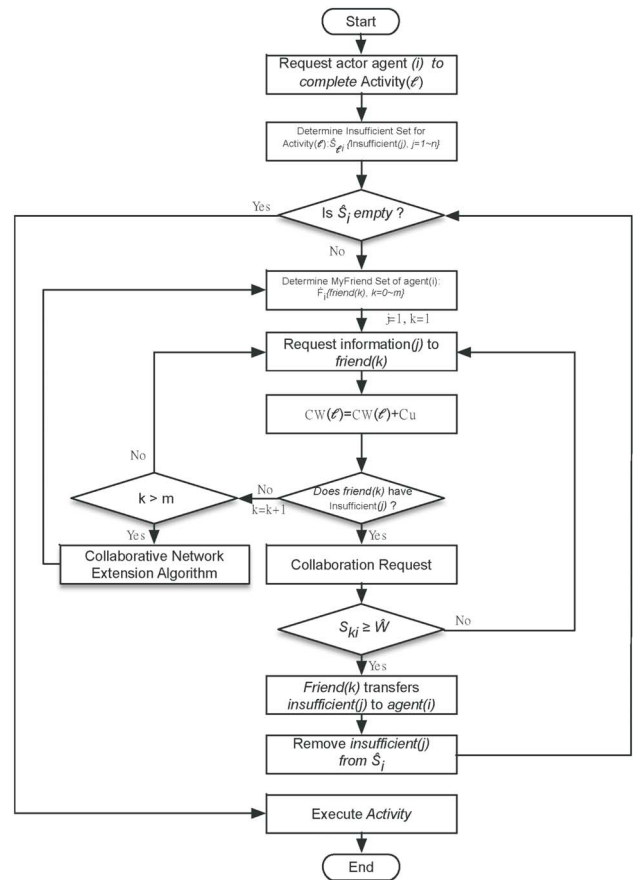 Start
Request actor agent (i) to
complete Activity(ℓ)
Determine Insufficient Set for
Activity(ℓ):Ŝℓi {Insufficient(j), j=1~n}
Yes
Is Ŝi empty ?
No
Determine MyFriend Set of agent(i):
Ḟi{friend(k), k=0~m}
j=1, k=1
Request information(j) to
friend(k)
CW(ℓ)=CW(ℓ)+Cu
No
k > m
No
k=k+1
Does friend(k) have
Insufficient(j) ?
Yes
Yes
Collaborative Network
Extension Algorithm
Collaboration Request
Ski ≥ Ŵ
No
Yes
Friend(k) transfers
insufficient(j) to agent(i)
Remove insufficient(j)
from Ŝi
Execute Activity
End